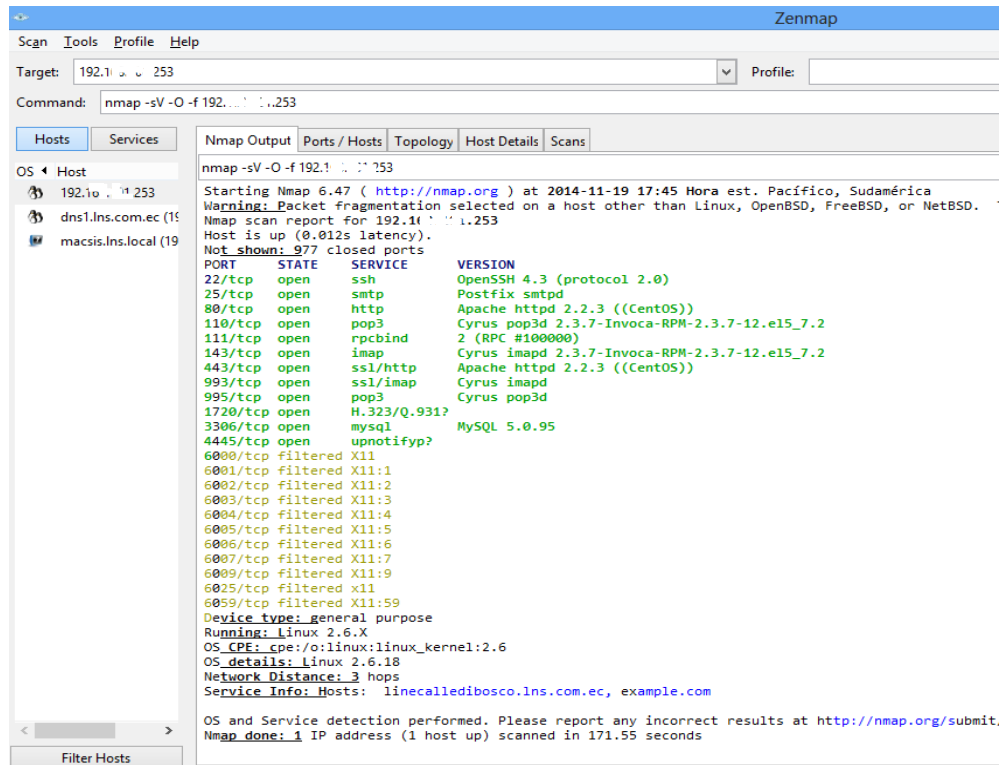 Zenmap
Scan Tools Profile Help
Target: 253
Profile:
Command: nmap -sV -O -f .253
Hosts Services
Nmap Output Ports / Hosts Topology Host Details Scans
OS Host
253
dns1.lns.com.ec
macsis.lns.local (19
nmap -sV -O -f 253
Starting Nmap 6.47 ( http://nmap.org ) at 2014-11-19 17:45 Hora est. Pacífico, Sudamérica
Warning: Packet fragmentation selected on a host other than Linux, OpenBSD, FreeBSD, or NetBSD.
Nmap scan report for .253
Host is up (0.012s latency).
Not shown: 977 closed ports
PORT STATE SERVICE VERSION
22/tcp open ssh OpenSSH 4.3 (protocol 2.0)
25/tcp open smtp Postfix smtpd
80/tcp open http Apache httpd 2.2.3 ((CentOS))
110/tcp open pop3 Cyrus pop3d 2.3.7-Invoca-RPM-2.3.7-12.el5_7.2
111/tcp open rpcbind 2 (RPC #100000)
143/tcp open imap Cyrus imapd 2.3.7-Invoca-RPM-2.3.7-12.el5_7.2
443/tcp open ssl/http Apache httpd 2.2.3 ((CentOS))
993/tcp open ssl/imap Cyrus imapd
995/tcp open pop3 Cyrus pop3d
1720/tcp open H.323/Q.931?
3306/tcp open mysql MySQL 5.0.95
4445/tcp open upnotifyp?
6000/tcp filtered X11
6001/tcp filtered X11:1
6002/tcp filtered X11:2
6003/tcp filtered X11:3
6004/tcp filtered X11:4
6005/tcp filtered X11:5
6006/tcp filtered X11:6
6007/tcp filtered X11:7
6009/tcp filtered X11:9
6025/tcp filtered x11
6059/tcp filtered X11:59
Device type: general purpose
Running: Linux 2.6.X
OS CPE: cpe:/o:linux:linux_kernel:2.6
OS details: Linux 2.6.18
Network Distance: 3 hops
Service Info: Hosts: linecalledibosco.lns.com.ec, example.com
OS and Service detection performed. Please report any incorrect results at http://nmap.org/submit/
Nmap done: 1 IP address (1 host up) scanned in 171.55 seconds
Filter Hosts